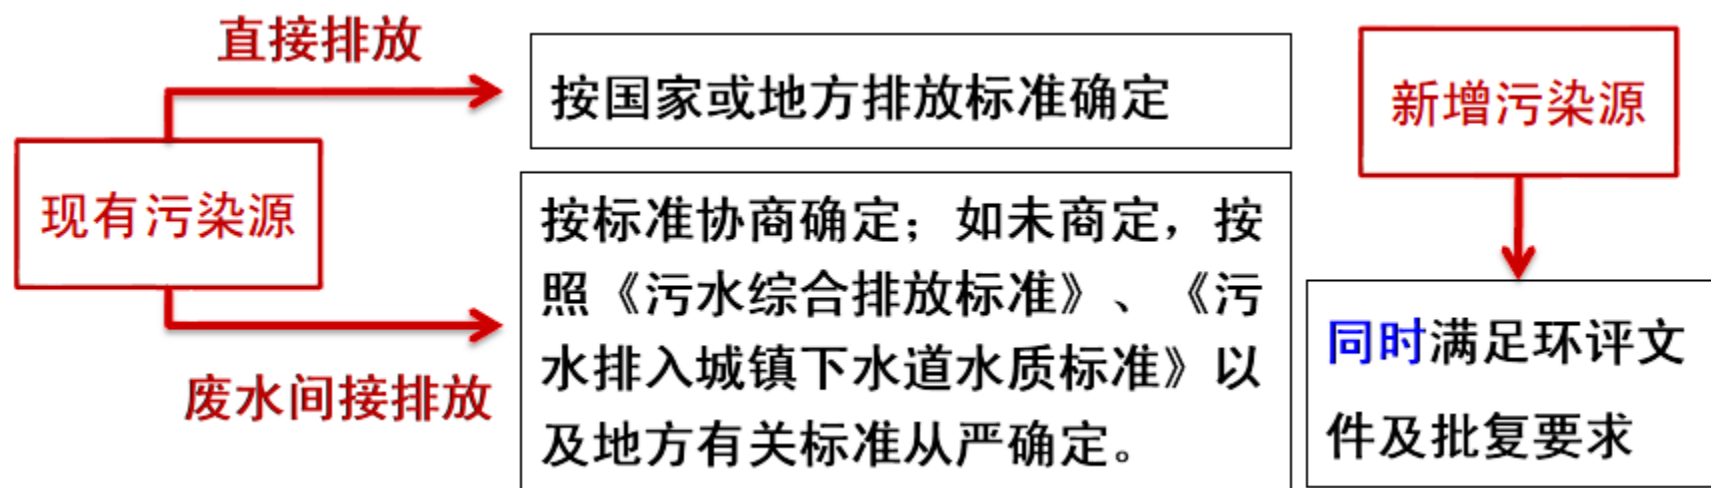 直接排放
按国家或地方排放标准确定
新增污染源
现有污染源
按标准协商确定；如未商定，按
照《污水综合排放标准》、《污
水排入城镇下水道水质标准》以
及地方有关标准从严确定。
废水间接排放
同时满足环评文
件及批复要求